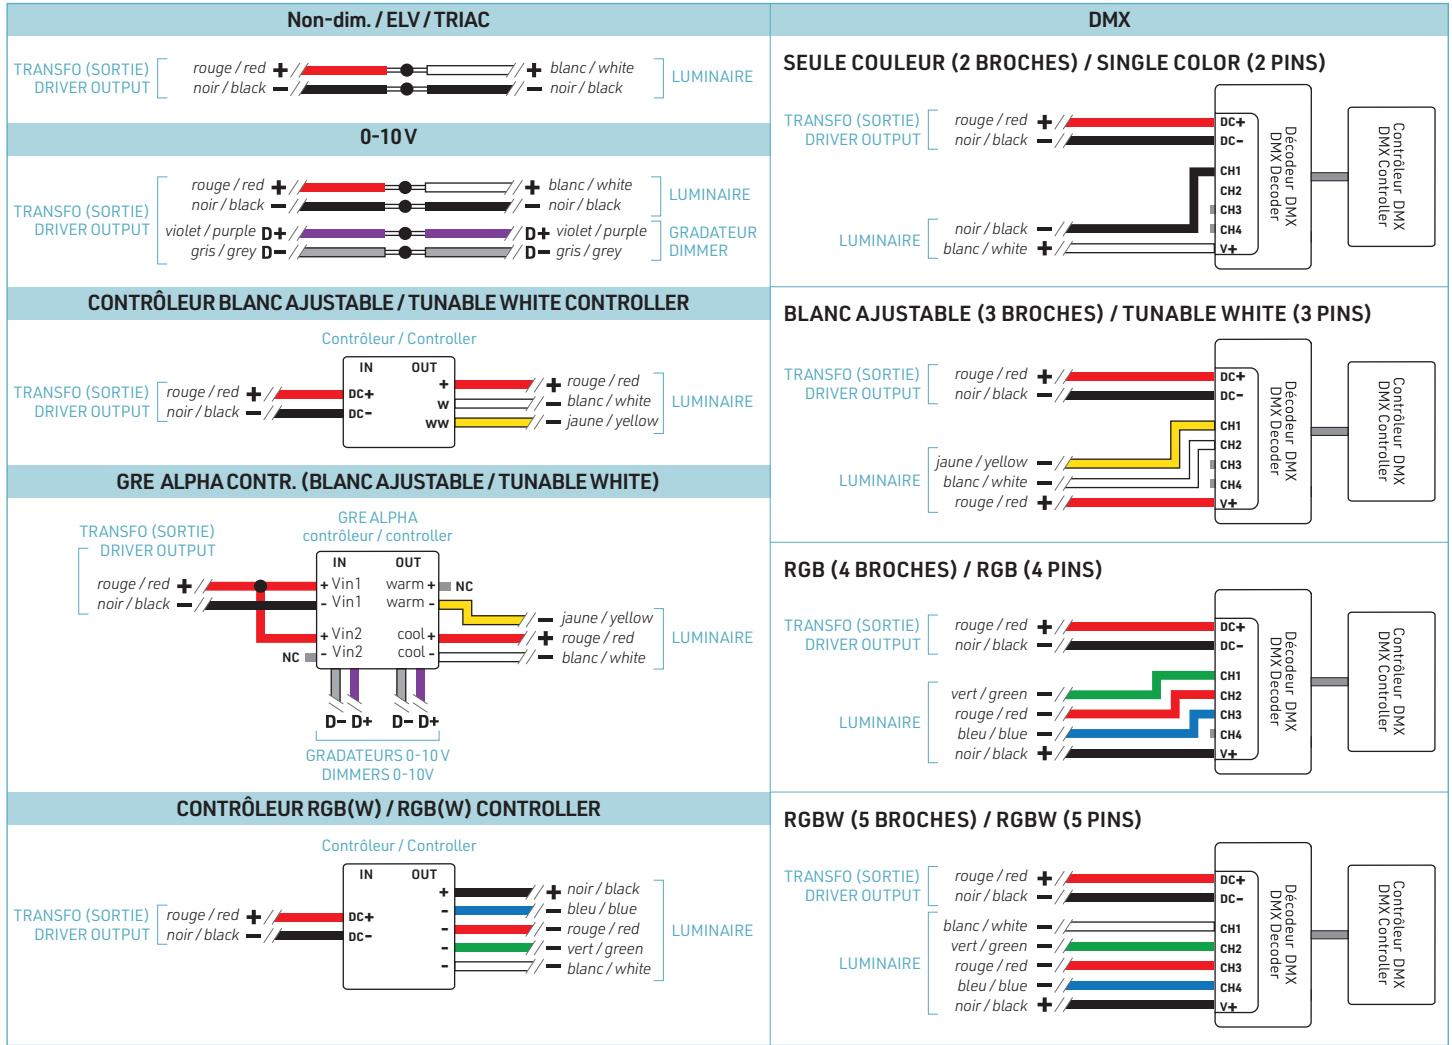 Non-dim. / ELV / TRIAC
TRANSFO (SORTIE)
DRIVER OUTPUT
rouge / red +
noir / black −
+ blanc / white
− noir / black
LUMINAIRE
0-10 V
TRANSFO (SORTIE)
DRIVER OUTPUT
rouge / red +
noir / black −
violet / purple D+
gris / grey D−
+ blanc / white
− noir / black
D+ violet / purple
D− gris / grey
LUMINAIRE
GRADATEUR
DIMMER
CONTRÔLEUR BLANC AJUSTABLE / TUNABLE WHITE CONTROLLER
Contrôleur / Controller
TRANSFO (SORTIE)
DRIVER OUTPUT
rouge / red +
noir / black −
IN OUT
DC+
DC−
+
W
WW
+ rouge / red
− blanc / white
− jaune / yellow
LUMINAIRE
GRE ALPHA CONTR. (BLANC AJUSTABLE / TUNABLE WHITE)
TRANSFO (SORTIE)
DRIVER OUTPUT
GRE ALPHA
contrôleur / controller
rouge / red +
noir / black −
NC
IN OUT
+ Vin1 warm +
- Vin1 warm -
+ Vin2 cool +
- Vin2 cool -
NC
− jaune / yellow
+ rouge / red
− blanc / white
LUMINAIRE
D− D+ D− D+
GRADATEURS 0-10 V
DIMMERS 0-10V
CONTRÔLEUR RGB(W) / RGB(W) CONTROLLER
Contrôleur / Controller
TRANSFO (SORTIE)
DRIVER OUTPUT
rouge / red +
noir / black −
IN OUT
DC+
DC−
+
-
-
-
-
+ noir / black
− bleu / blue
− rouge / red
− vert / green
− blanc / white
LUMINAIRE
DMX
SEULE COULEUR (2 BROCHES) / SINGLE COLOR (2 PINS)
TRANSFO (SORTIE)
DRIVER OUTPUT
rouge / red +
noir / black −
LUMINAIRE
noir / black −
blanc / white +
DC+
DC−
CH1
CH2
CH3
CH4
V+
Décodeur DMX
DMX Decoder
Contrôleur DMX
DMX Controller
BLANC AJUSTABLE (3 BROCHES) / TUNABLE WHITE (3 PINS)
TRANSFO (SORTIE)
DRIVER OUTPUT
rouge / red +
noir / black −
LUMINAIRE
jaune / yellow −
blanc / white −
rouge / red +
DC+
DC−
CH1
CH2
CH3
CH4
V+
Décodeur DMX
DMX Decoder
Contrôleur DMX
DMX Controller
RGB (4 BROCHES) / RGB (4 PINS)
TRANSFO (SORTIE)
DRIVER OUTPUT
rouge / red +
noir / black −
LUMINAIRE
vert / green −
rouge / red −
bleu / blue −
noir / black +
DC+
DC−
CH1
CH2
CH3
CH4
V+
Décodeur DMX
DMX Decoder
Contrôleur DMX
DMX Controller
RGBW (5 BROCHES) / RGBW (5 PINS)
TRANSFO (SORTIE)
DRIVER OUTPUT
rouge / red +
noir / black −
LUMINAIRE
blanc / white −
vert / green −
rouge / red −
bleu / blue −
noir / black +
DC+
DC−
CH1
CH2
CH3
CH4
V+
Décodeur DMX
DMX Decoder
Contrôleur DMX
DMX Controller